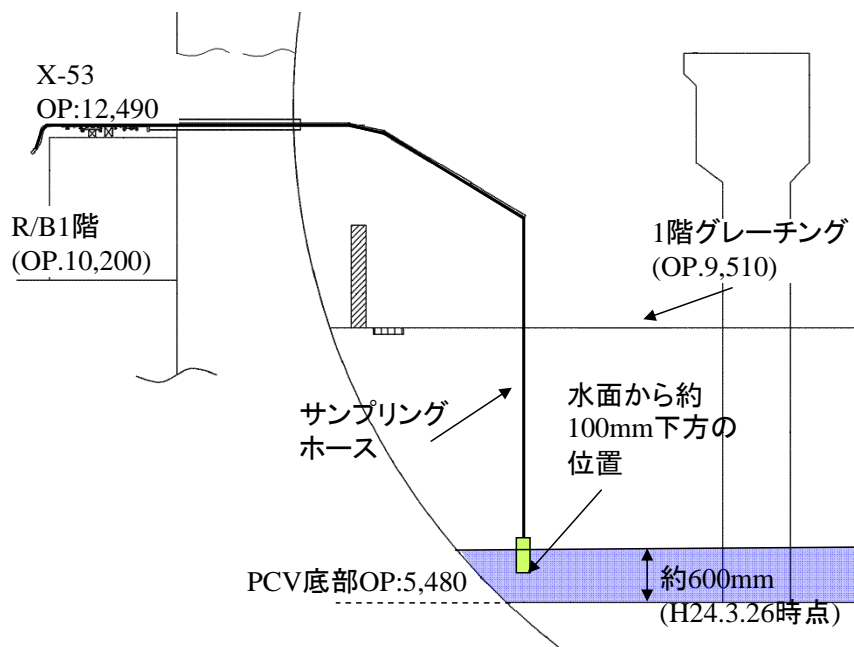 X-53
OP:12,490
R/B1階
(OP.10,200)
1階グレーチング
(OP.9,510)
サンプリング
ホース
水面から約
100mm下方の
位置
PCV底部OP:5,480
約600mm
(H24.3.26時点)